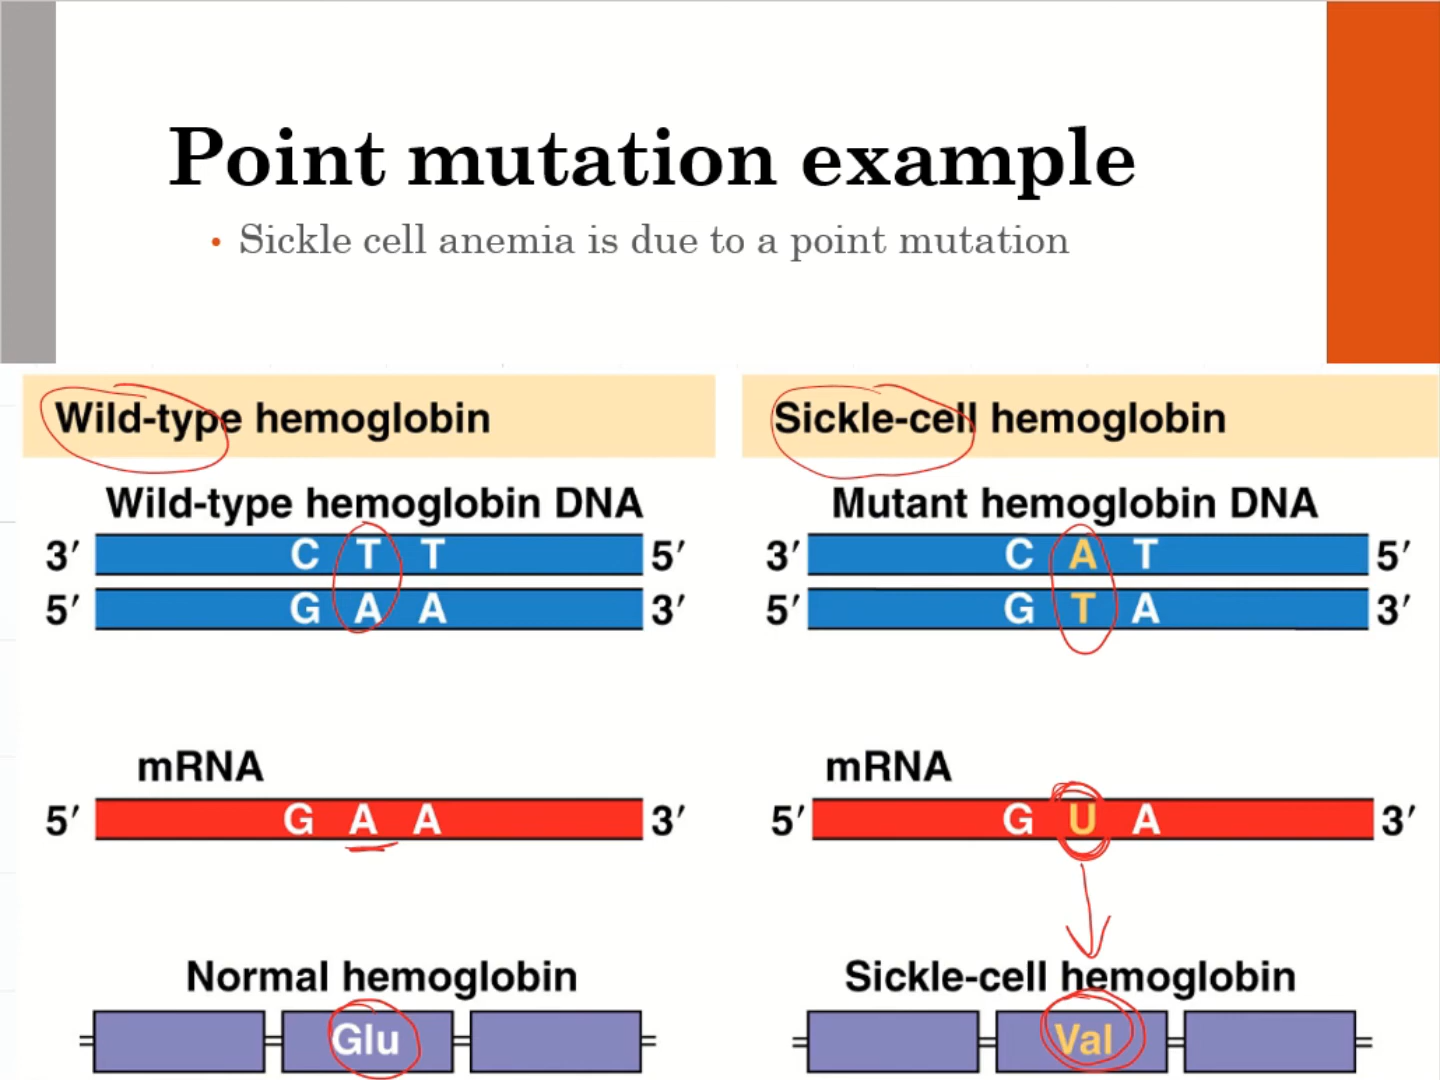 Point mutation example
• Sickle cell anemia is due to a point mutation
Wild-type hemoglobin
Wild-type hemoglobin DNA
3′ C T T 5′
5′ G A A 3′
mRNA
5′ G A A 3′
Normal hemoglobin
Glu
Sickle-cell hemoglobin
Mutant hemoglobin DNA
3′ C A T 5′
5′ G T A 3′
mRNA
5′ G U A 3′
Sickle-cell hemoglobin
Val